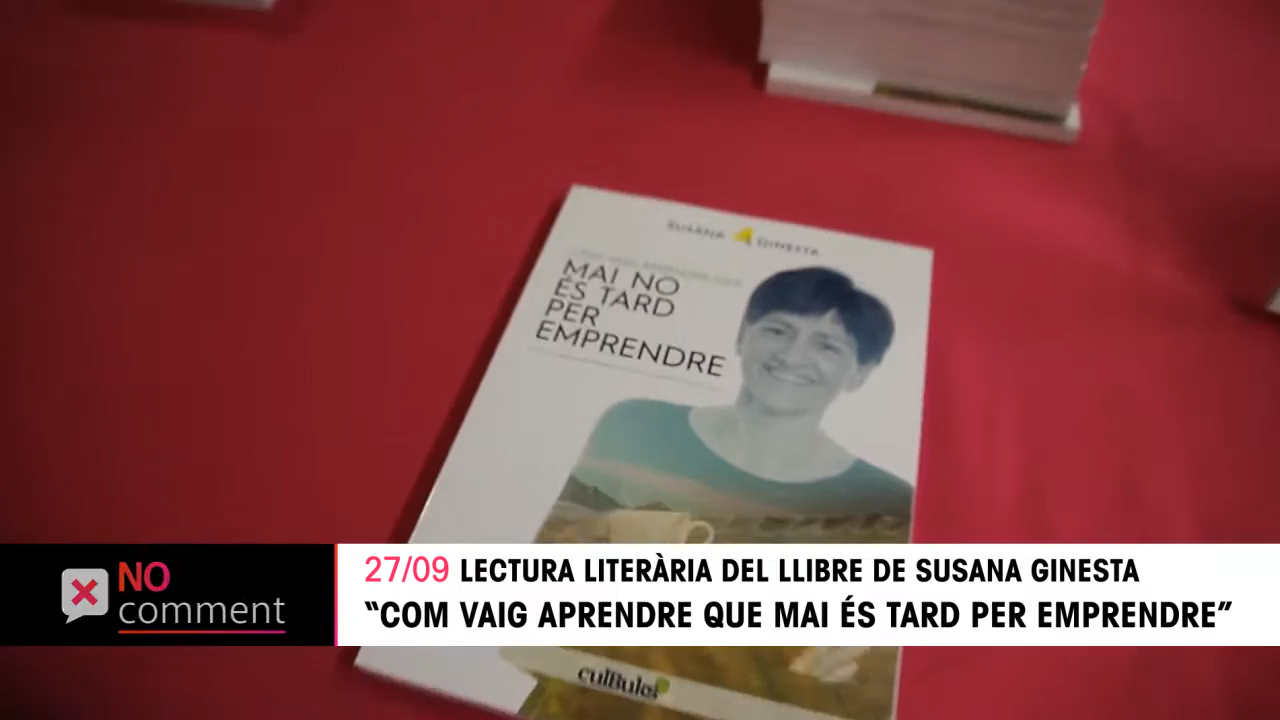 SUSANA GINESTA
MAI NO
ÉS TARD
PER
EMPRENDRE
NO
comment
27/09 LECTURA LITERÀRIA DEL LLIBRE DE SUSANA GINESTA
“COM VAIG APRENDRE QUE MAI ÉS TARD PER EMPRENDRE”
culBuies